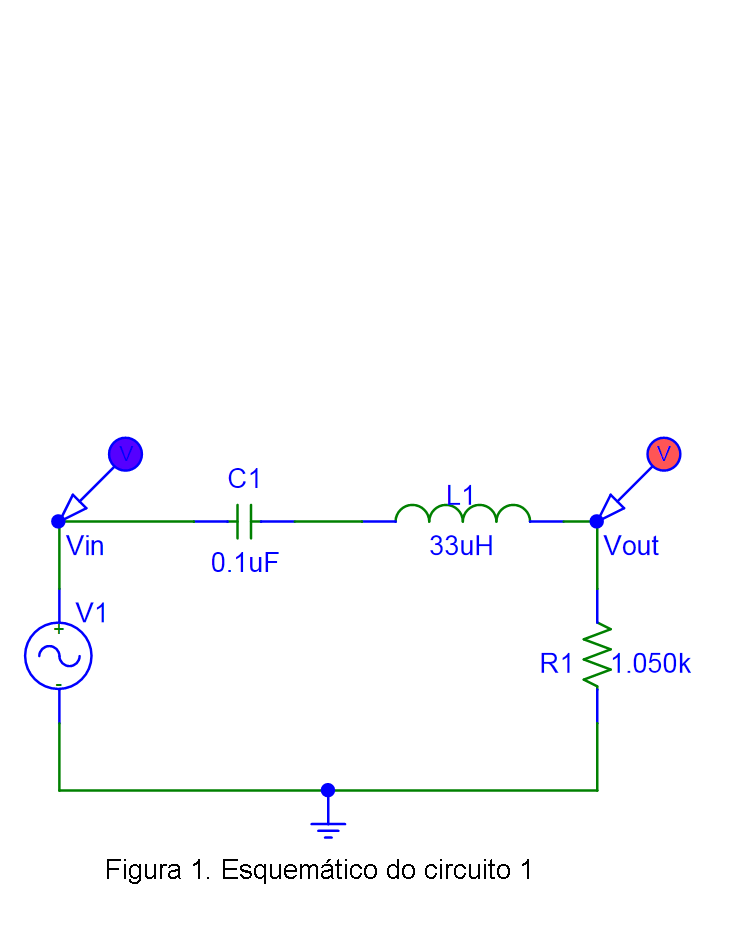 V
V
C1
L1
Vin
0.1uF
33uH
Vout
V1
+
-
R1
1.050k
Figura 1. Esquemático do circuito 1